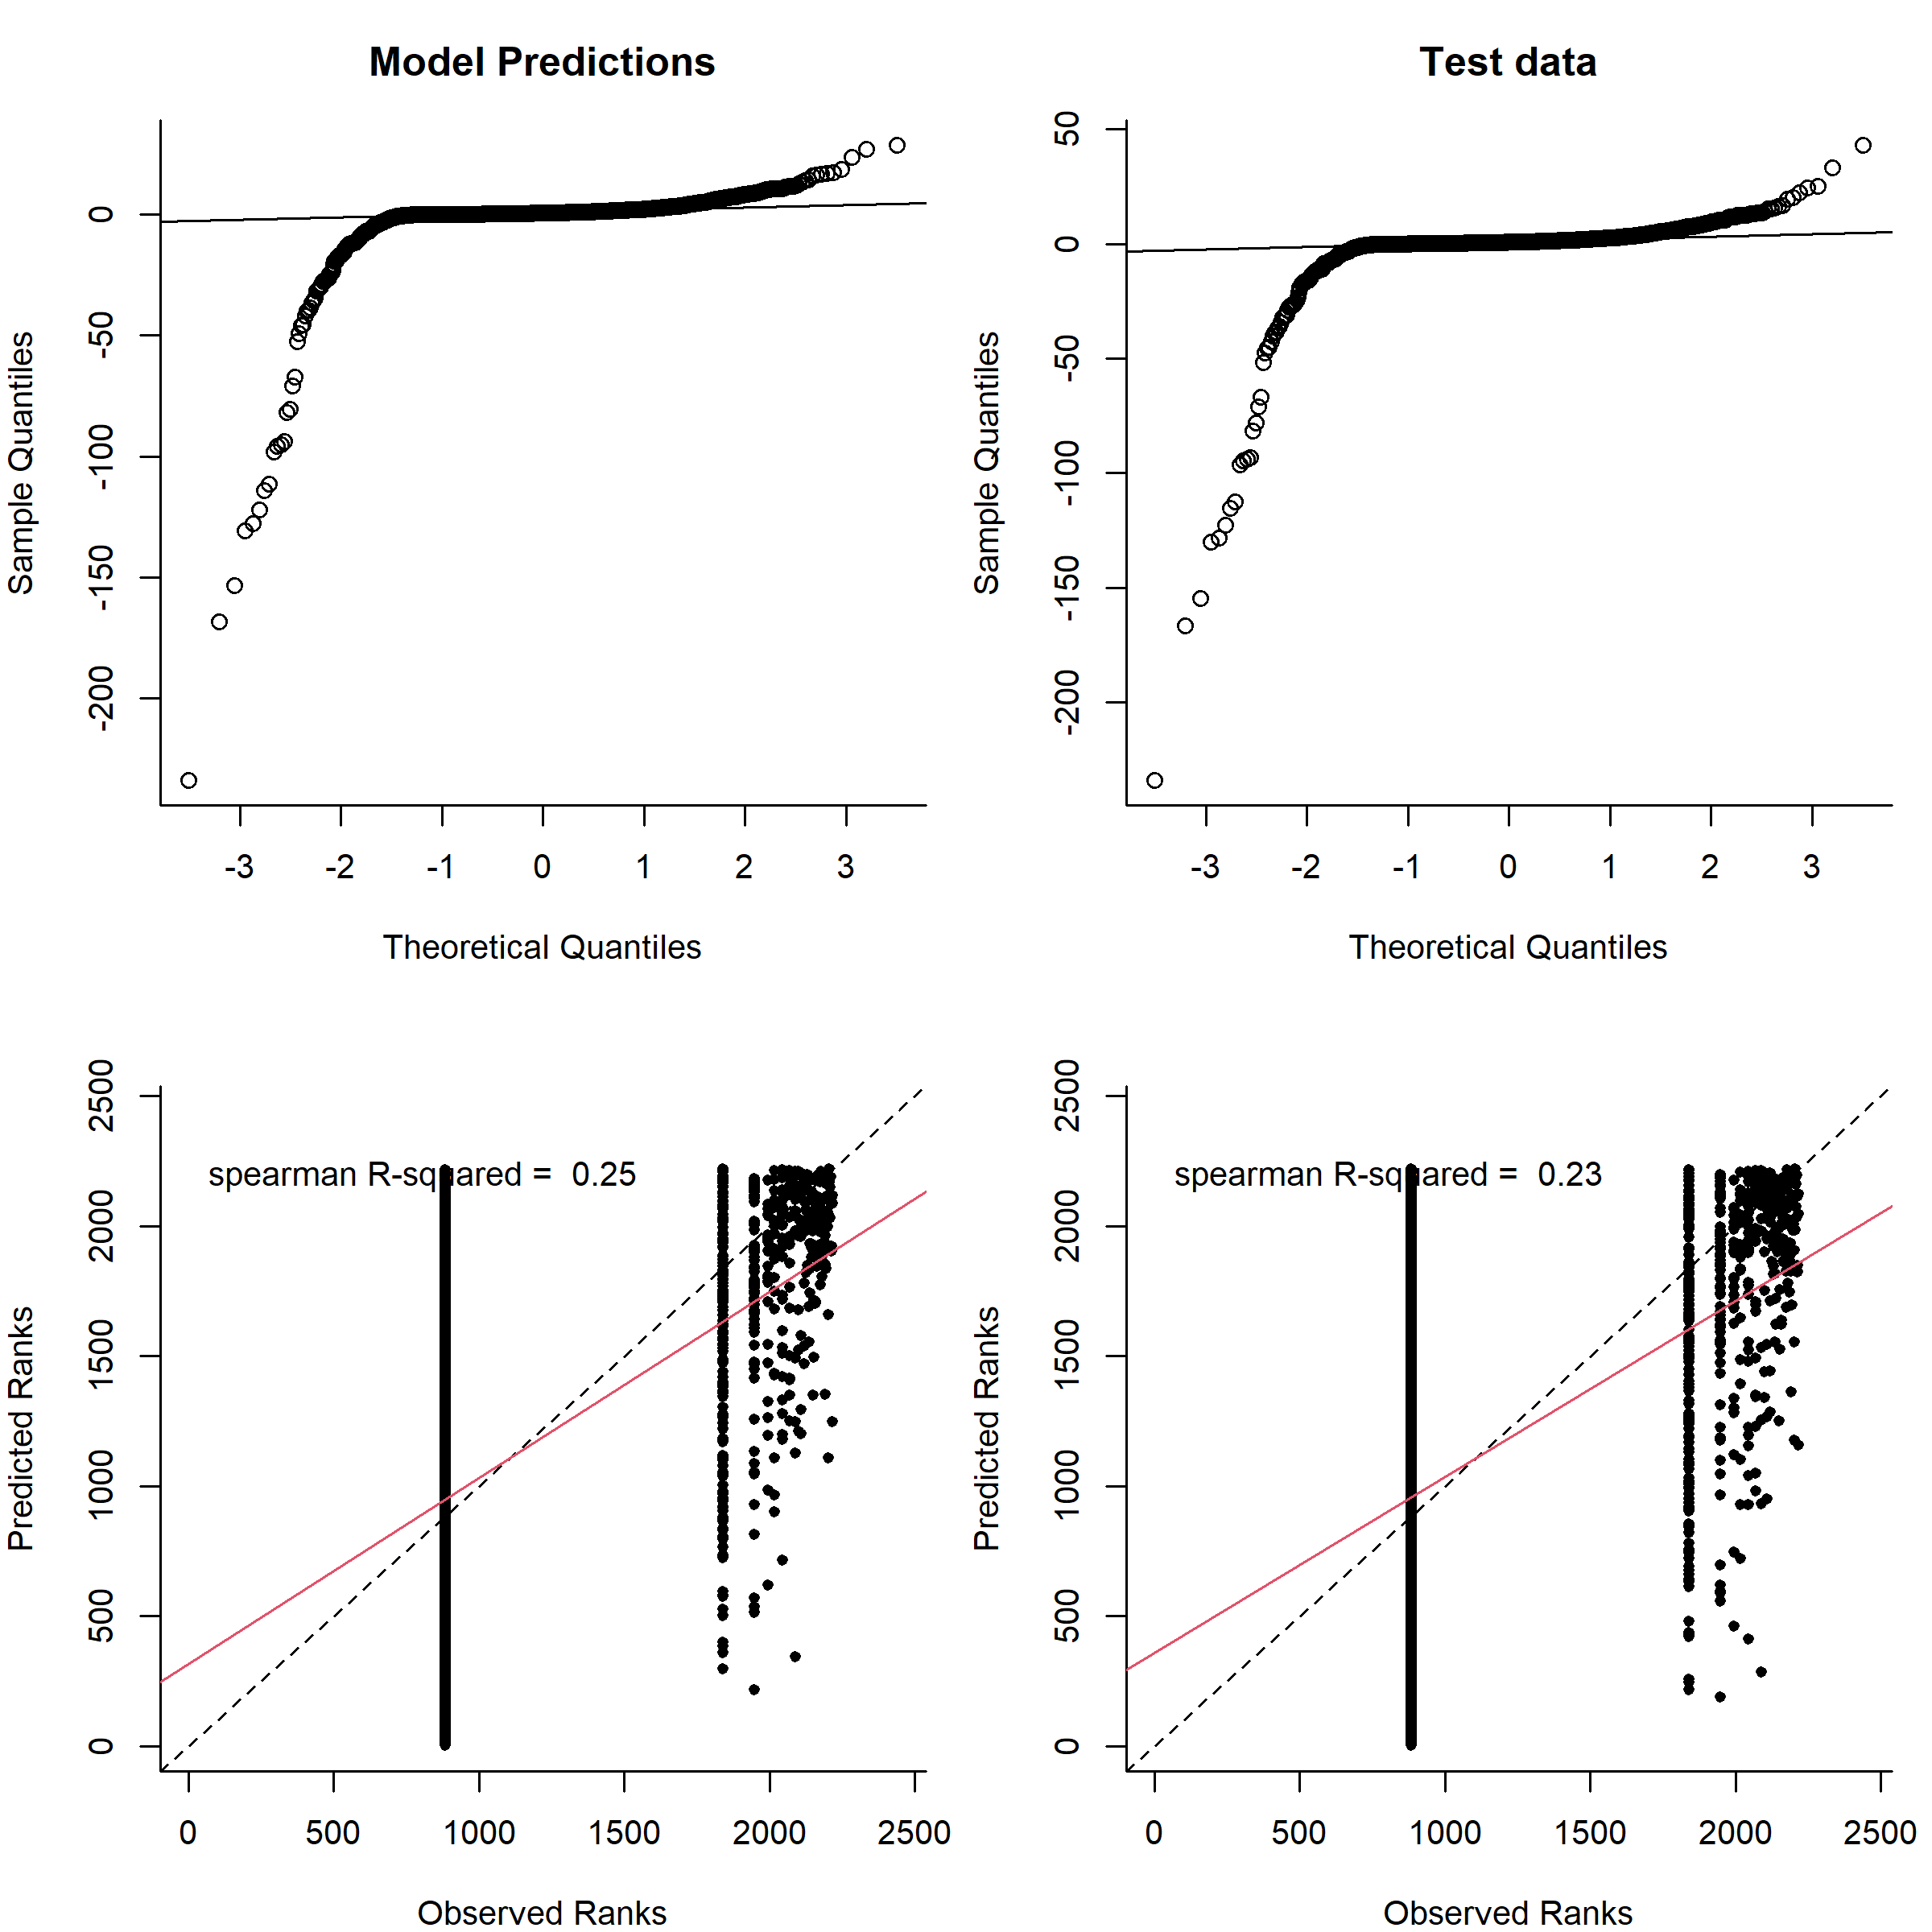 Model Predictions
Sample Quantiles
0
-50
-100
-150
-200
-3 -2 -1 0 1 2 3
Theoretical Quantiles
Test data
Sample Quantiles
50
0
-50
-100
-150
-200
-3 -2 -1 0 1 2 3
Theoretical Quantiles
Predicted Ranks
2500
2000
1500
1000
500
0
spearman R-squared = 0.25
0 500 1000 1500 2000 2500
Observed Ranks
Predicted Ranks
2500
2000
1500
1000
500
0
spearman R-squared = 0.23
0 500 1000 1500 2000 2500
Observed Ranks